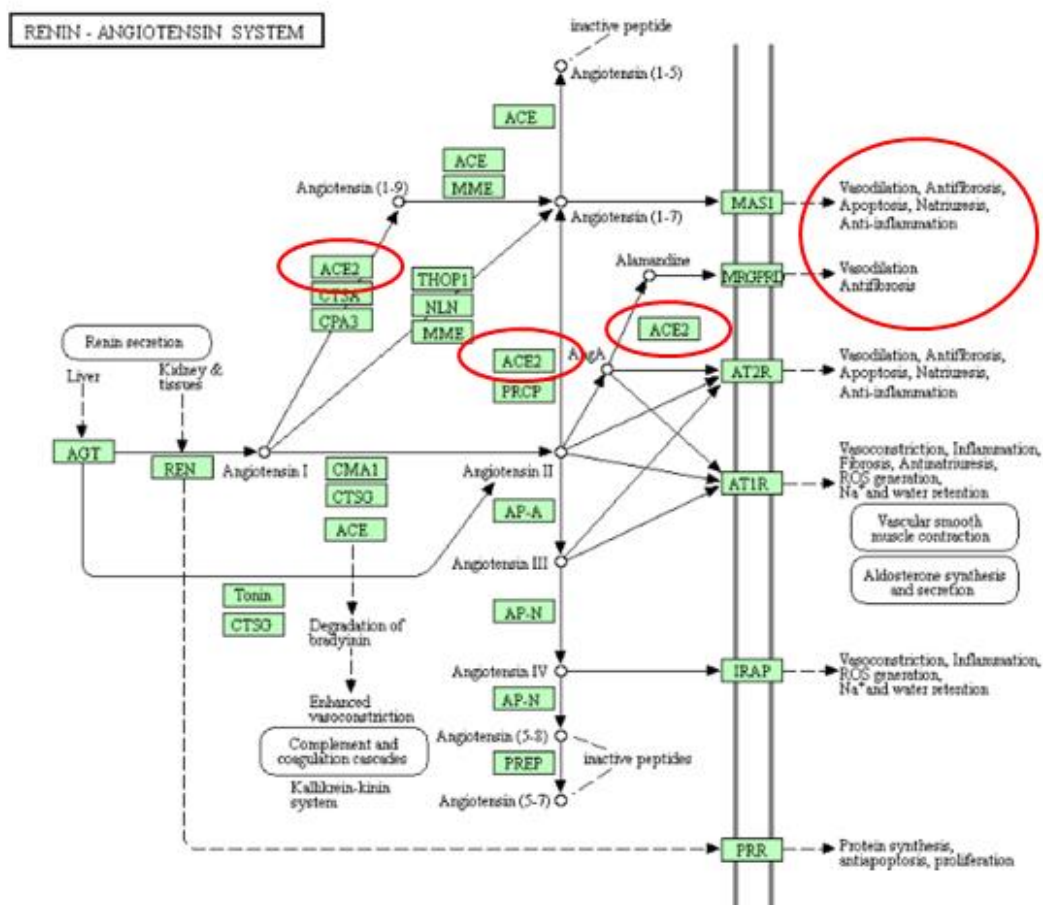 RENIN - ANGIOTENSIN SYSTEM
inactive peptide
Angiotensin (1-5)
ACE
ACE
MME
Angiotensin (1-9)
Angiotensin (1-7)
MAS1
Vasodilation, Antifibrosis,
Apoptosis, Natriuresis,
Anti-inflammation
ACE2
CTSA
CPA3
THOP1
NLN
MME
Alamandine
MRGPRD
Vasodilation
Antifibrosis
ACE2
ACE2
PRCP
AngA
AT2R
Vasodilation, Antifibrosis,
Apoptosis, Natriuresis,
Anti-inflammation
Renin secretion
Liver
Kidney &
tissues
AGT
REN
Angiotensin I
CMA1
CTSG
ACE
Angiotensin II
AP-A
AT1R
Vasoconstriction, Inflammation,
Fibrosis, Antinatriuresis,
ROS generation,
Na+ and water retention
Vascular smooth
muscle contraction
Aldosterone synthesis
and secretion
Angiotensin III
Tonin
CTSG
Degradation of
bradyinin
AP-N
Angiotensin IV
IRAP
Vasoconstriction, Inflammation,
ROS generation,
Na+ and water retention
Enhanced
vasoconstriction
AP-N
Complement and
coagulation cascades
Kallikrein-kinin
system
Angiotensin (5-8)
PREP
inactive peptides
Angiotensin (5-7)
PRR
Protein synthesis,
antiapoptosis, proliferation